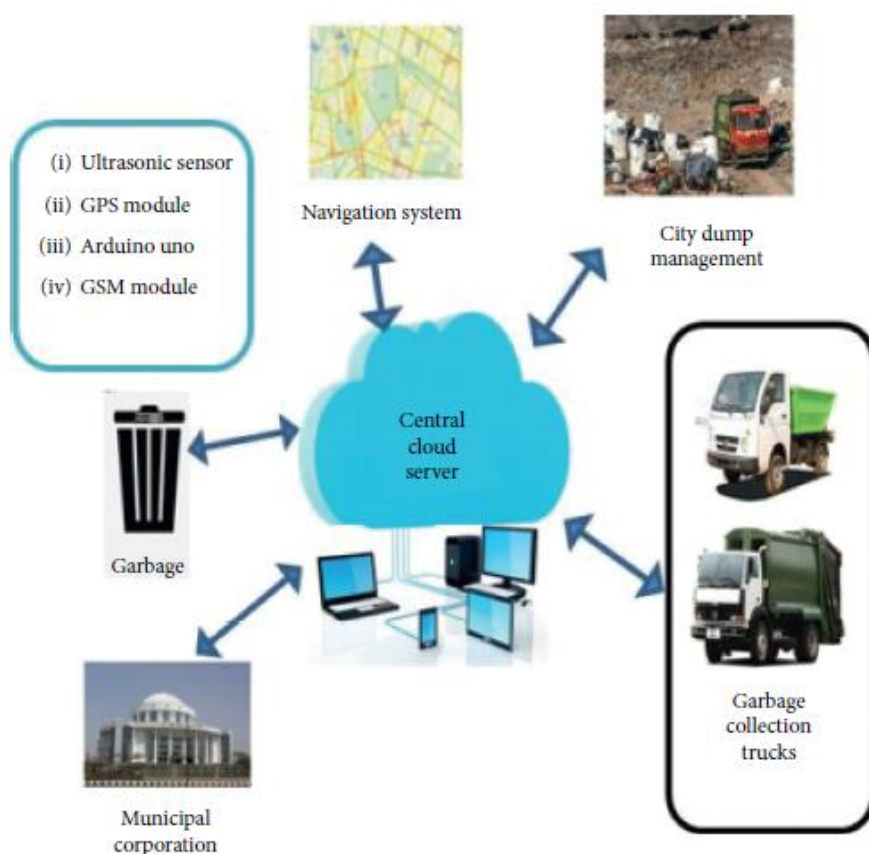 (i) Ultrasonic sensor
(ii) GPS module
(iii) Arduino uno
(iv) GSM module
Navigation system
City dump
management
Central
cloud
server
Garbage
Garbage
collection
trucks
Municipal
corporation